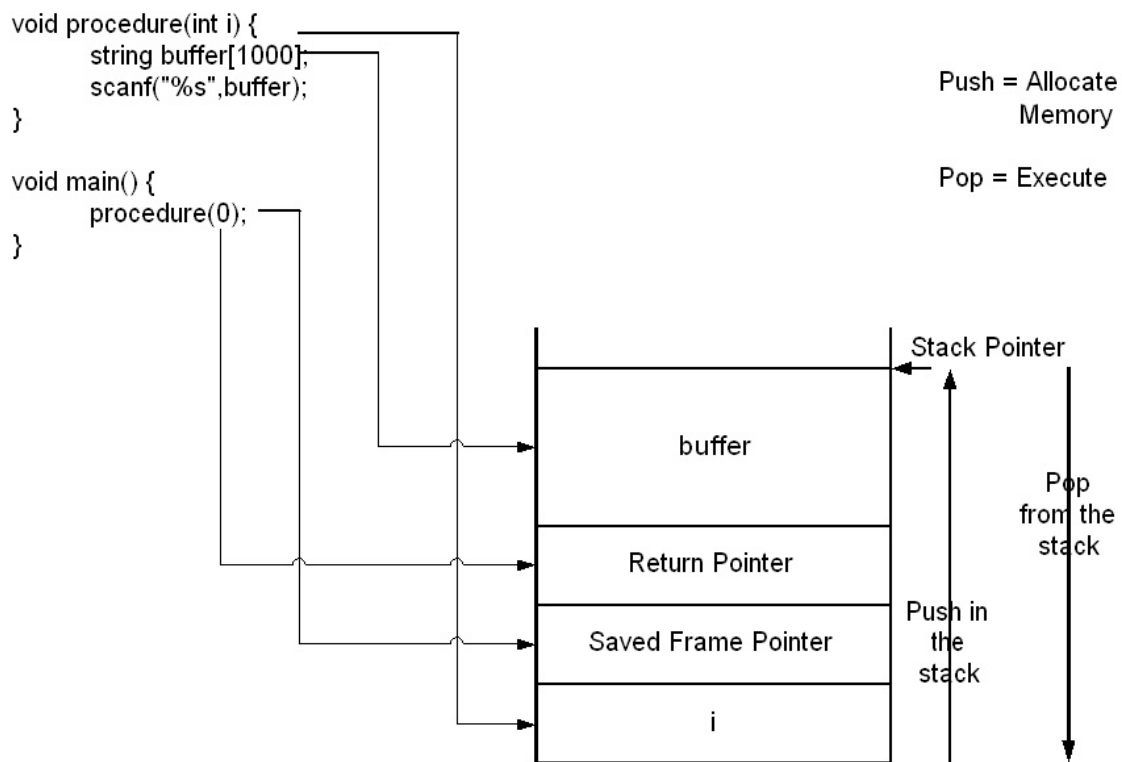 void procedure(int i) {
string buffer[1000];
scanf("%s",buffer);
}
void main() {
procedure(0);
}
Push = Allocate
Memory
Pop = Execute
Stack Pointer
buffer
Return Pointer
Saved Frame Pointer
i
Push in
the
stack
Pop
from the
stack